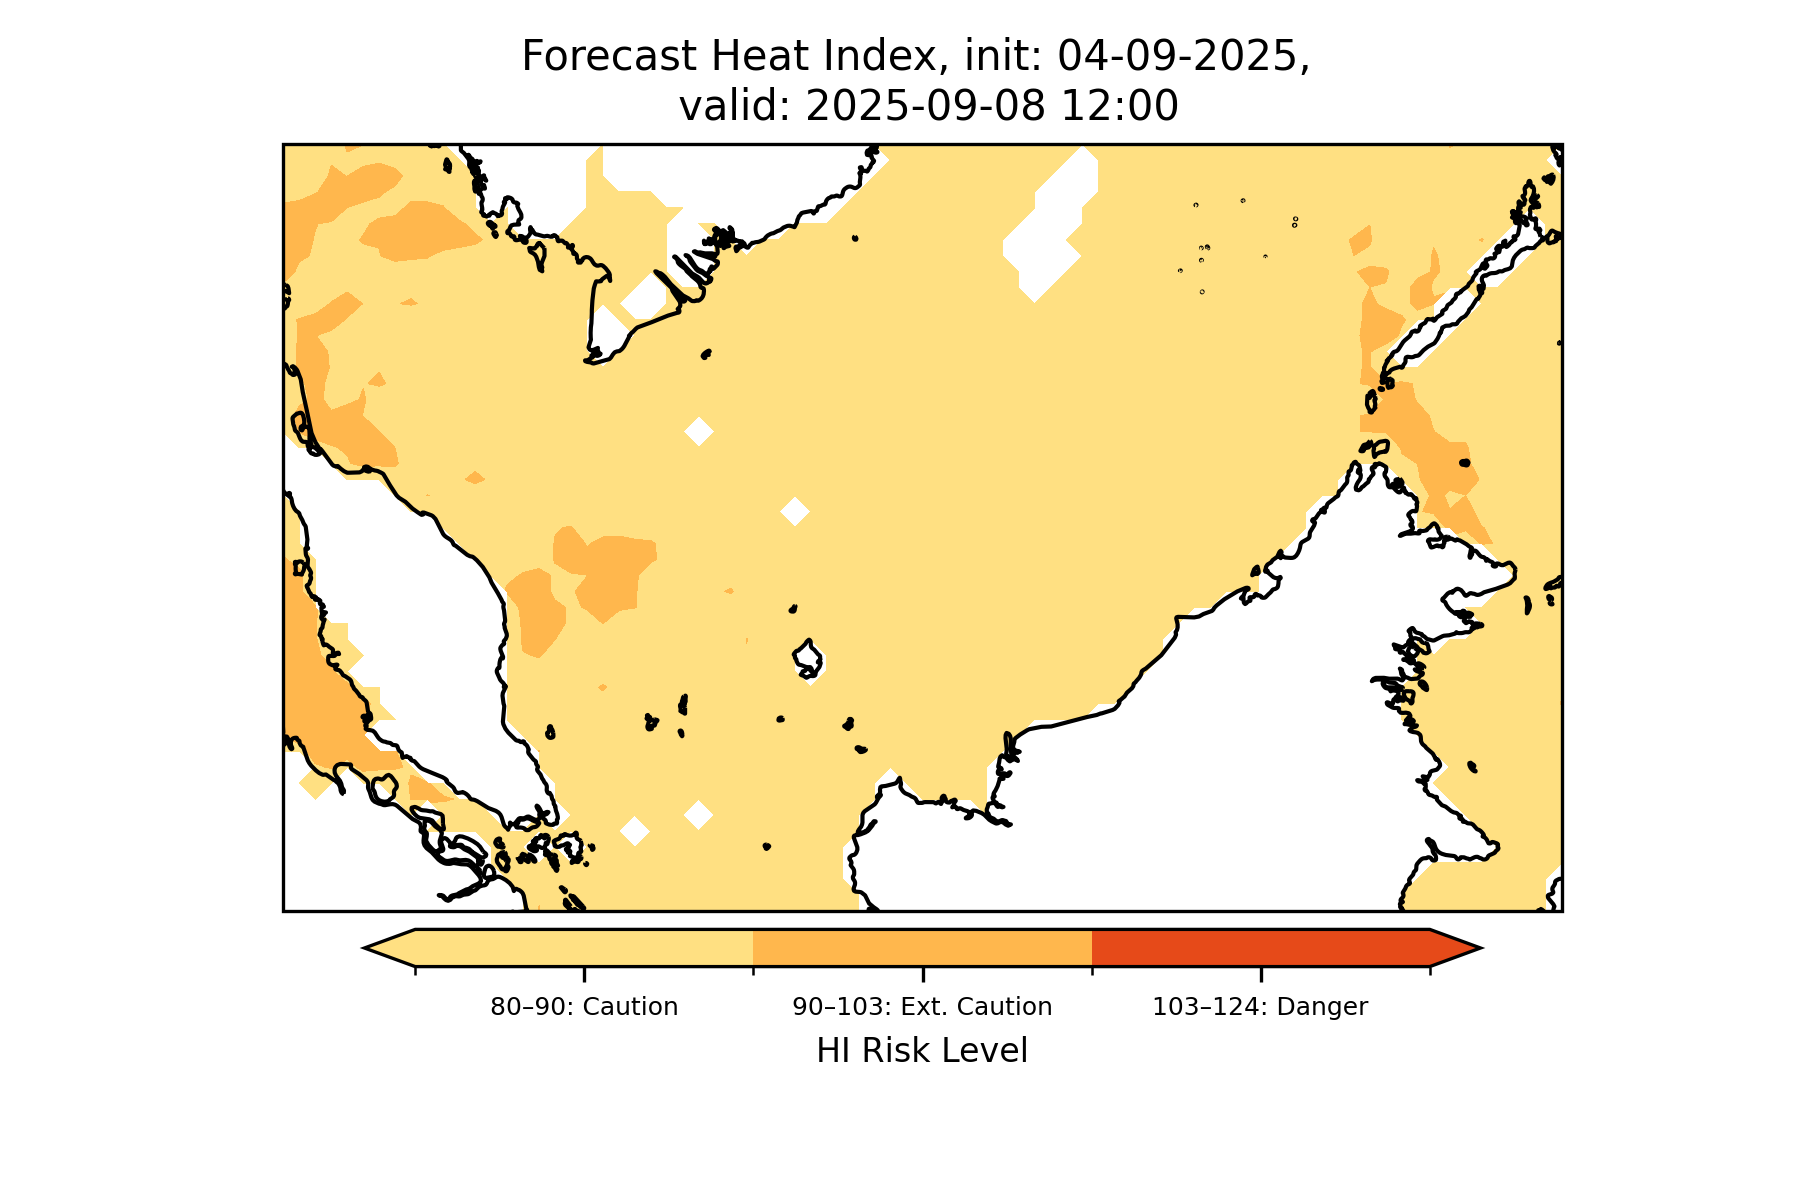 Forecast Heat Index, init: 04-09-2025,
valid: 2025-09-08 12:00
80–90: Caution
90–103: Ext. Caution
103–124: Danger
HI Risk Level